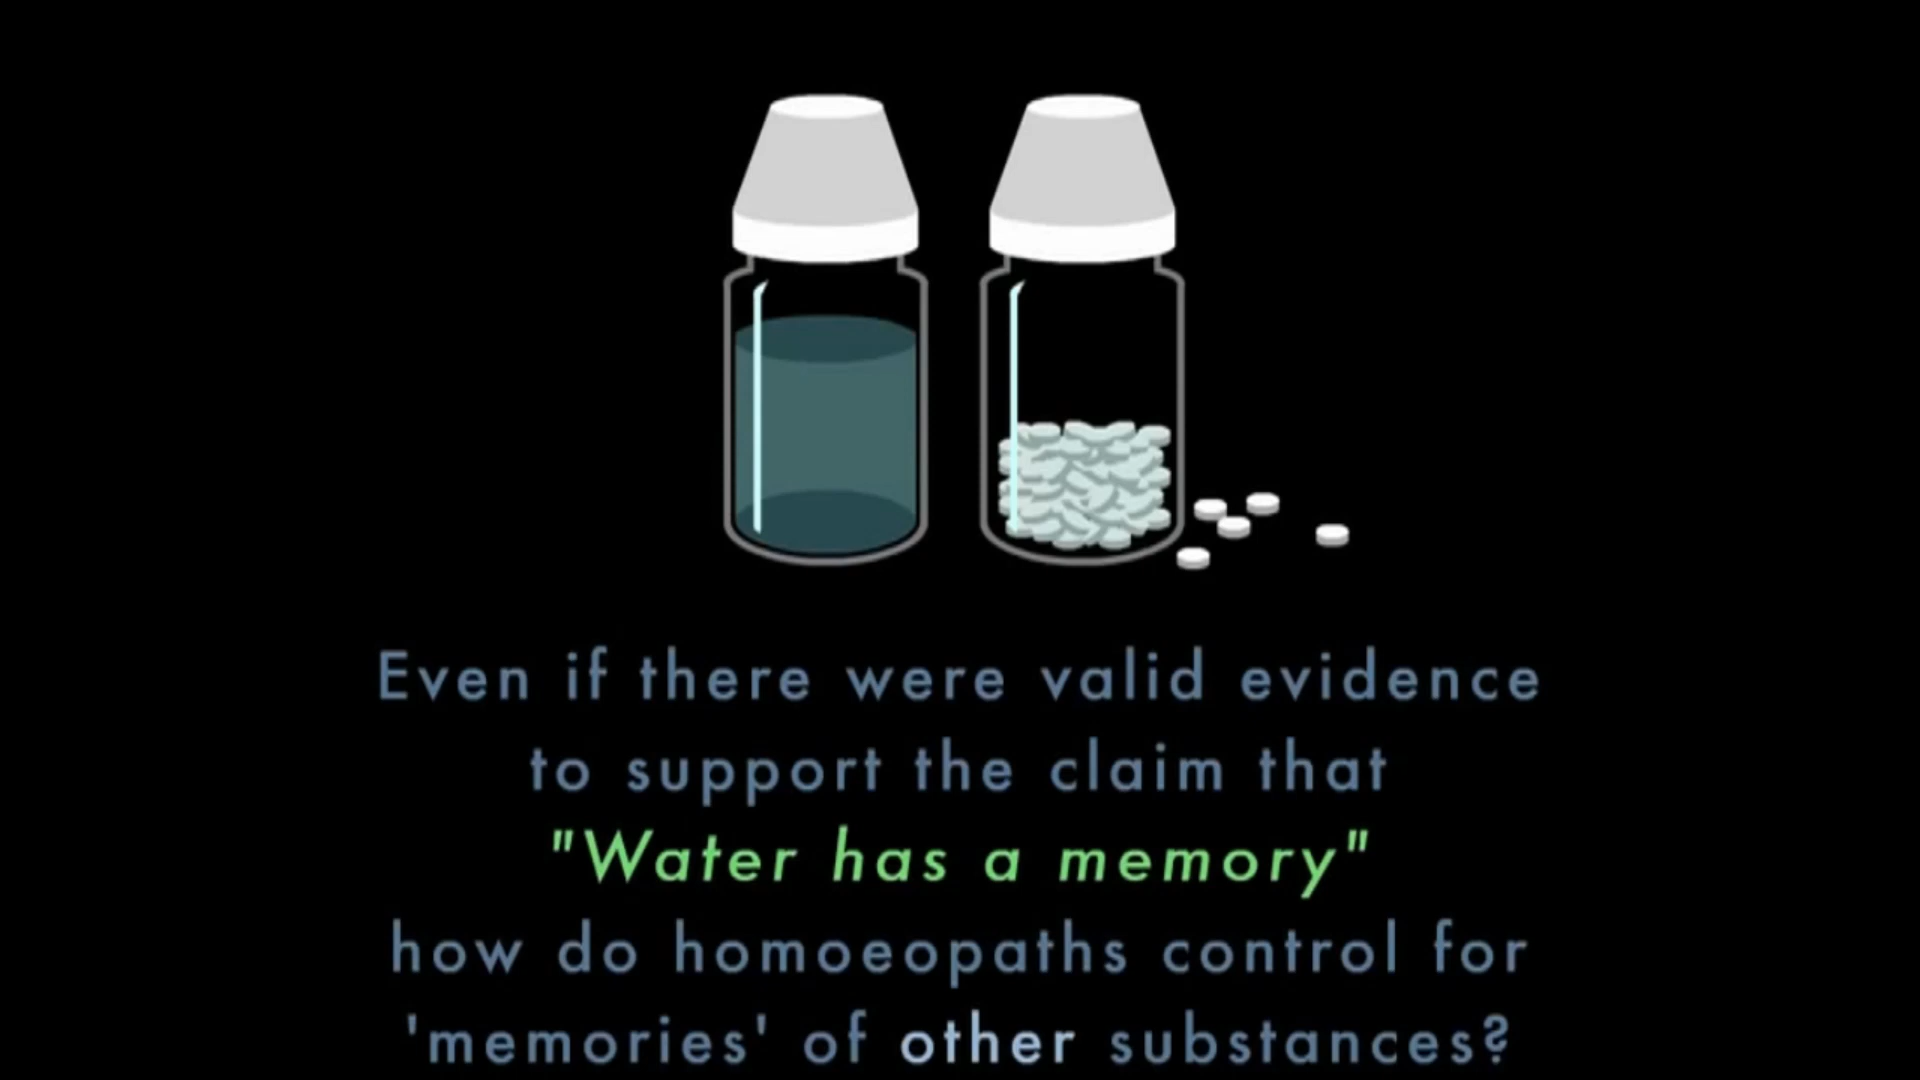 Even if there were valid evidence
to support the claim that
"Water has a memory"
how do homoeopaths control for
'memories' of other substances?